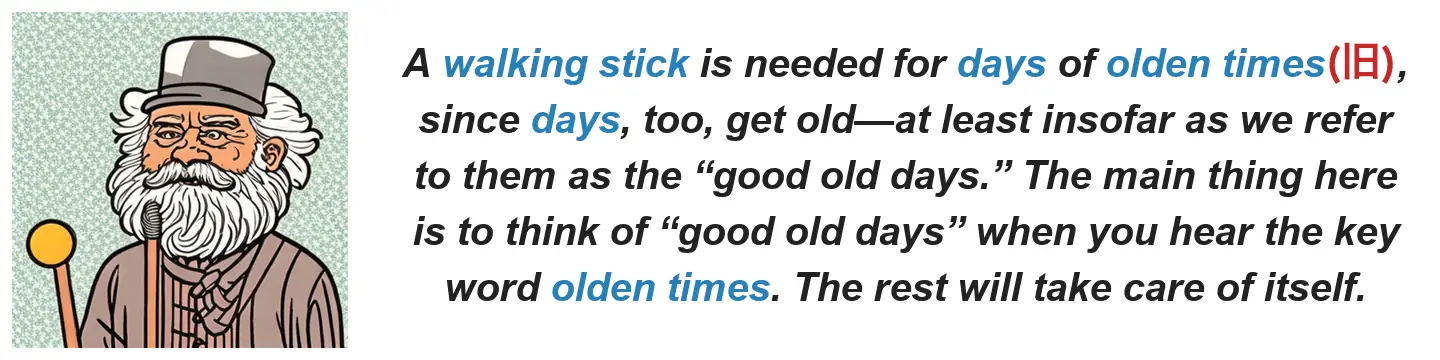 A walking stick is needed for days of olden times(旧),
since days, too, get old—at least insofar as we refer
to them as the “good old days.” The main thing here
is to think of “good old days” when you hear the key
word olden times. The rest will take care of itself.